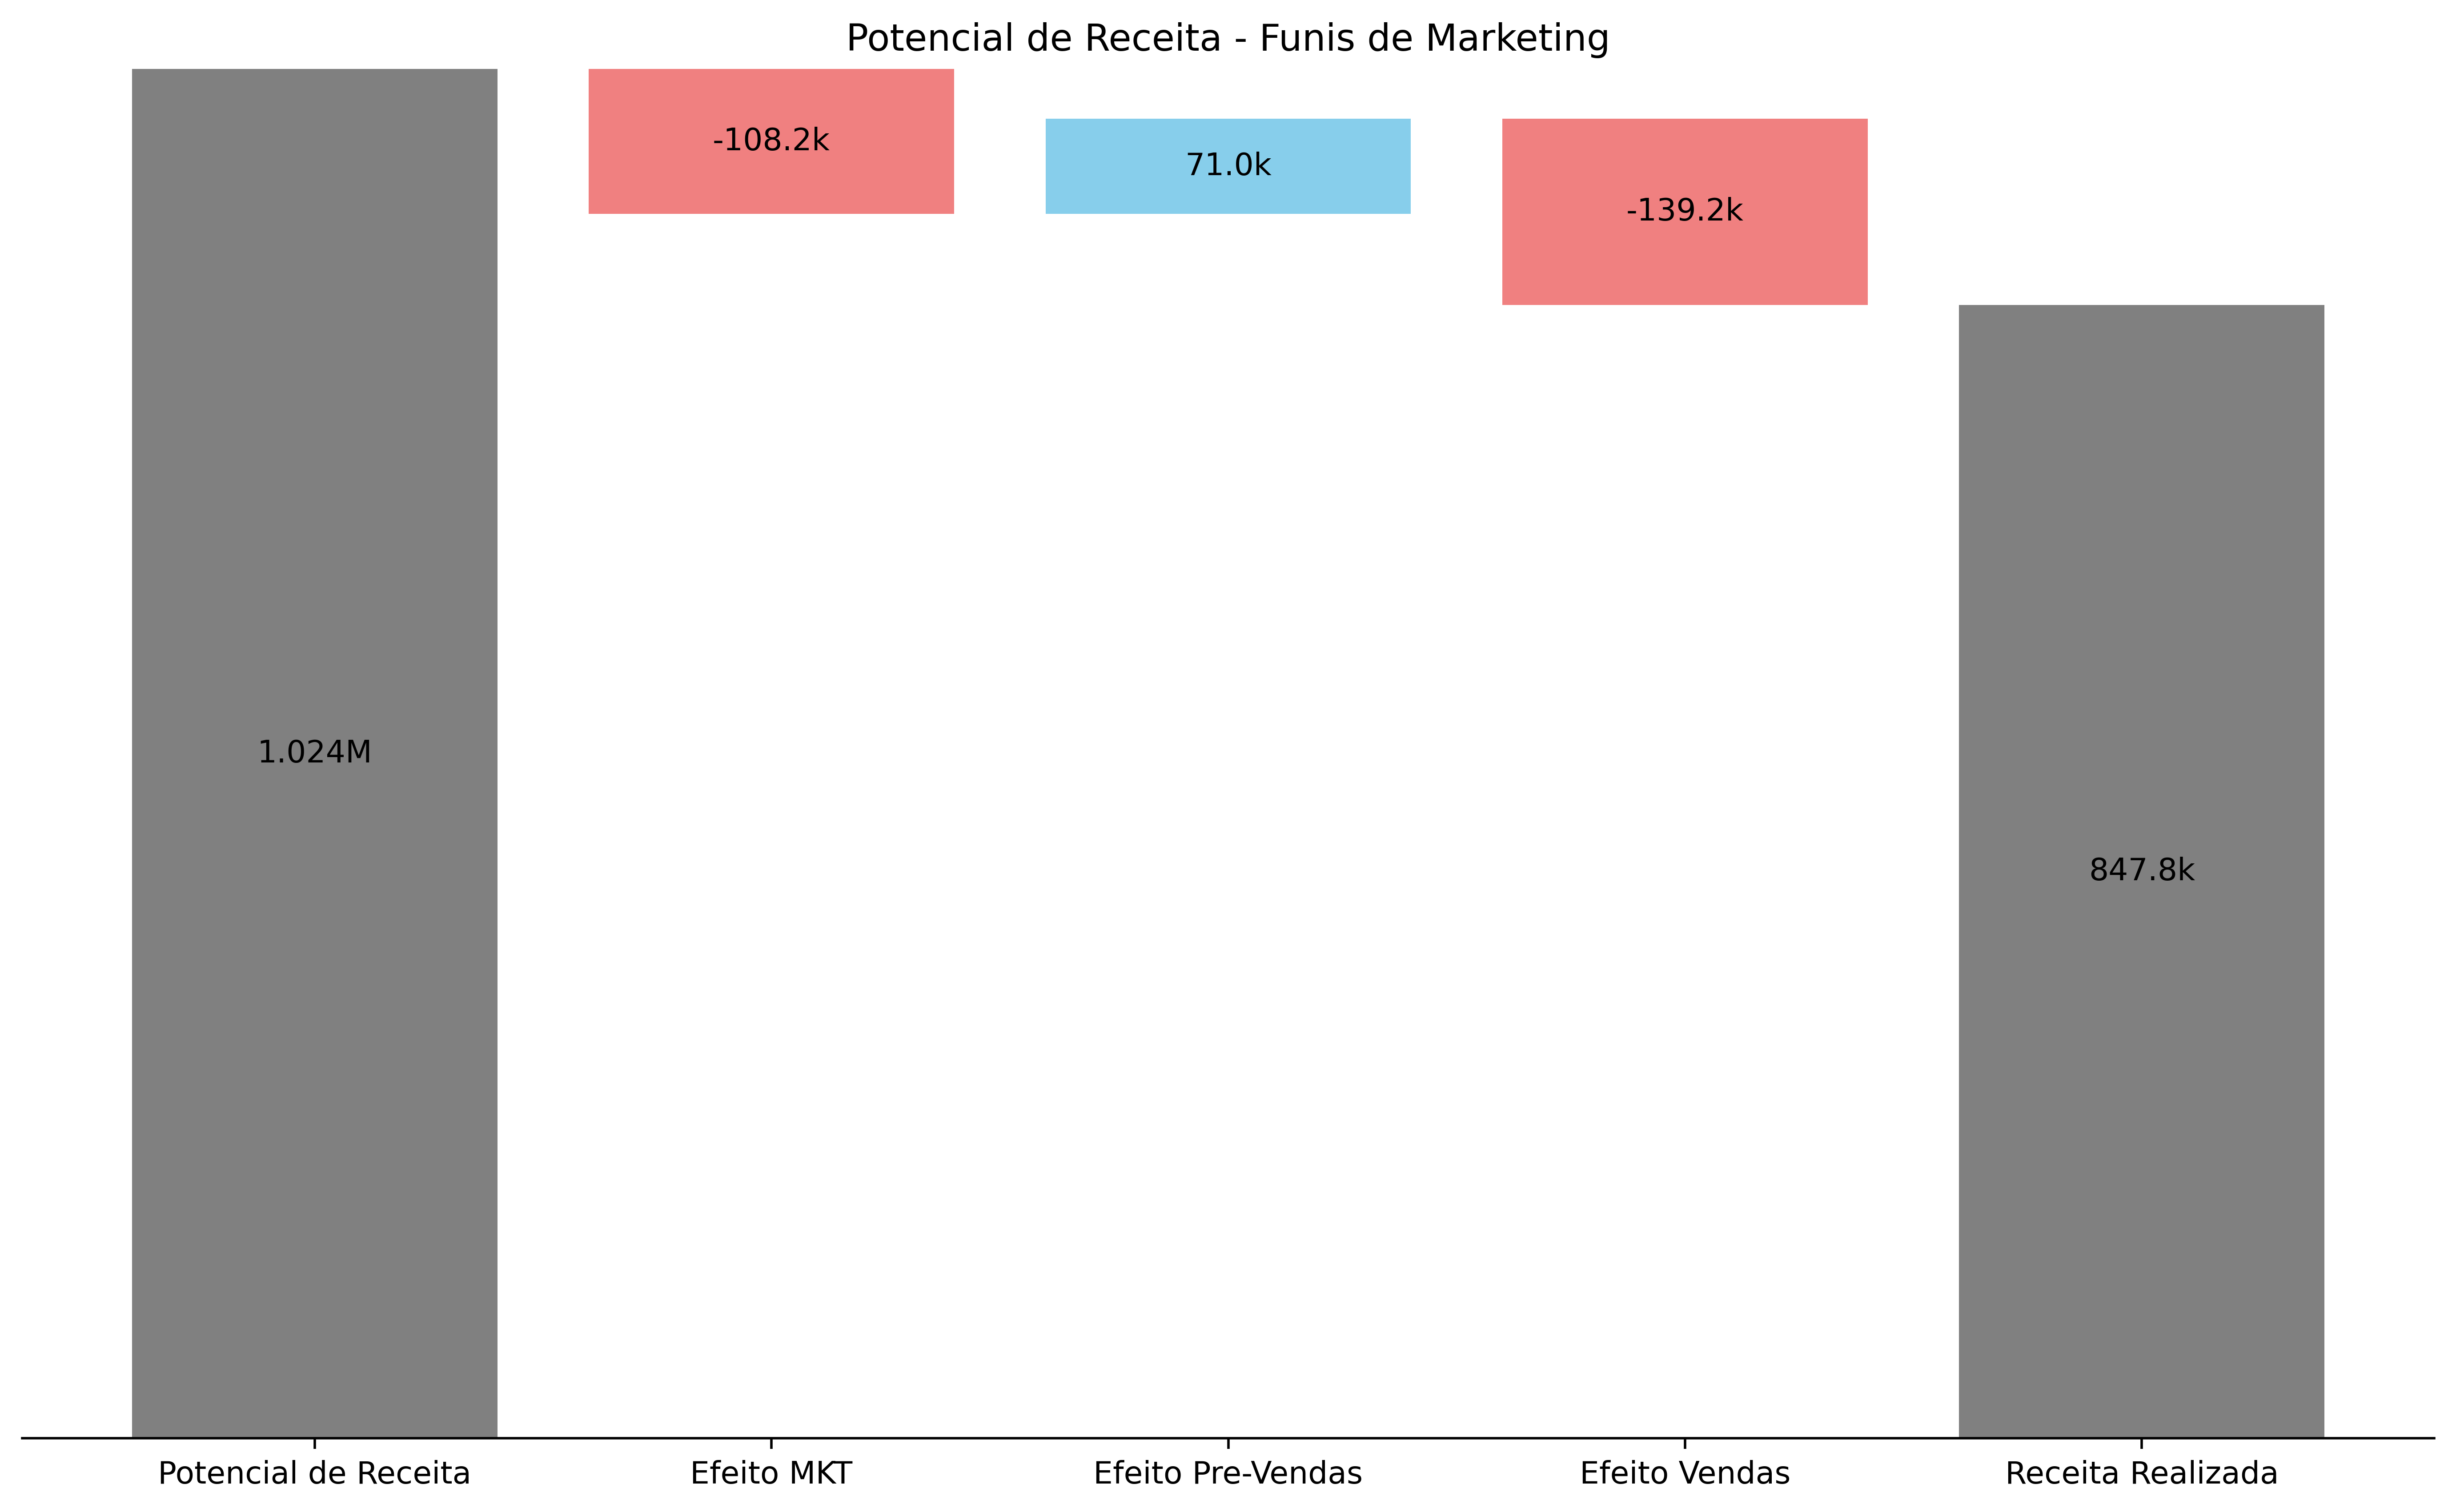 Potencial de Receita - Funis de Marketing
-108.2k
71.0k
-139.2k
1.024M
847.8k
Potencial de Receita
Efeito MKT
Efeito Pre-Vendas
Efeito Vendas
Receita Realizada